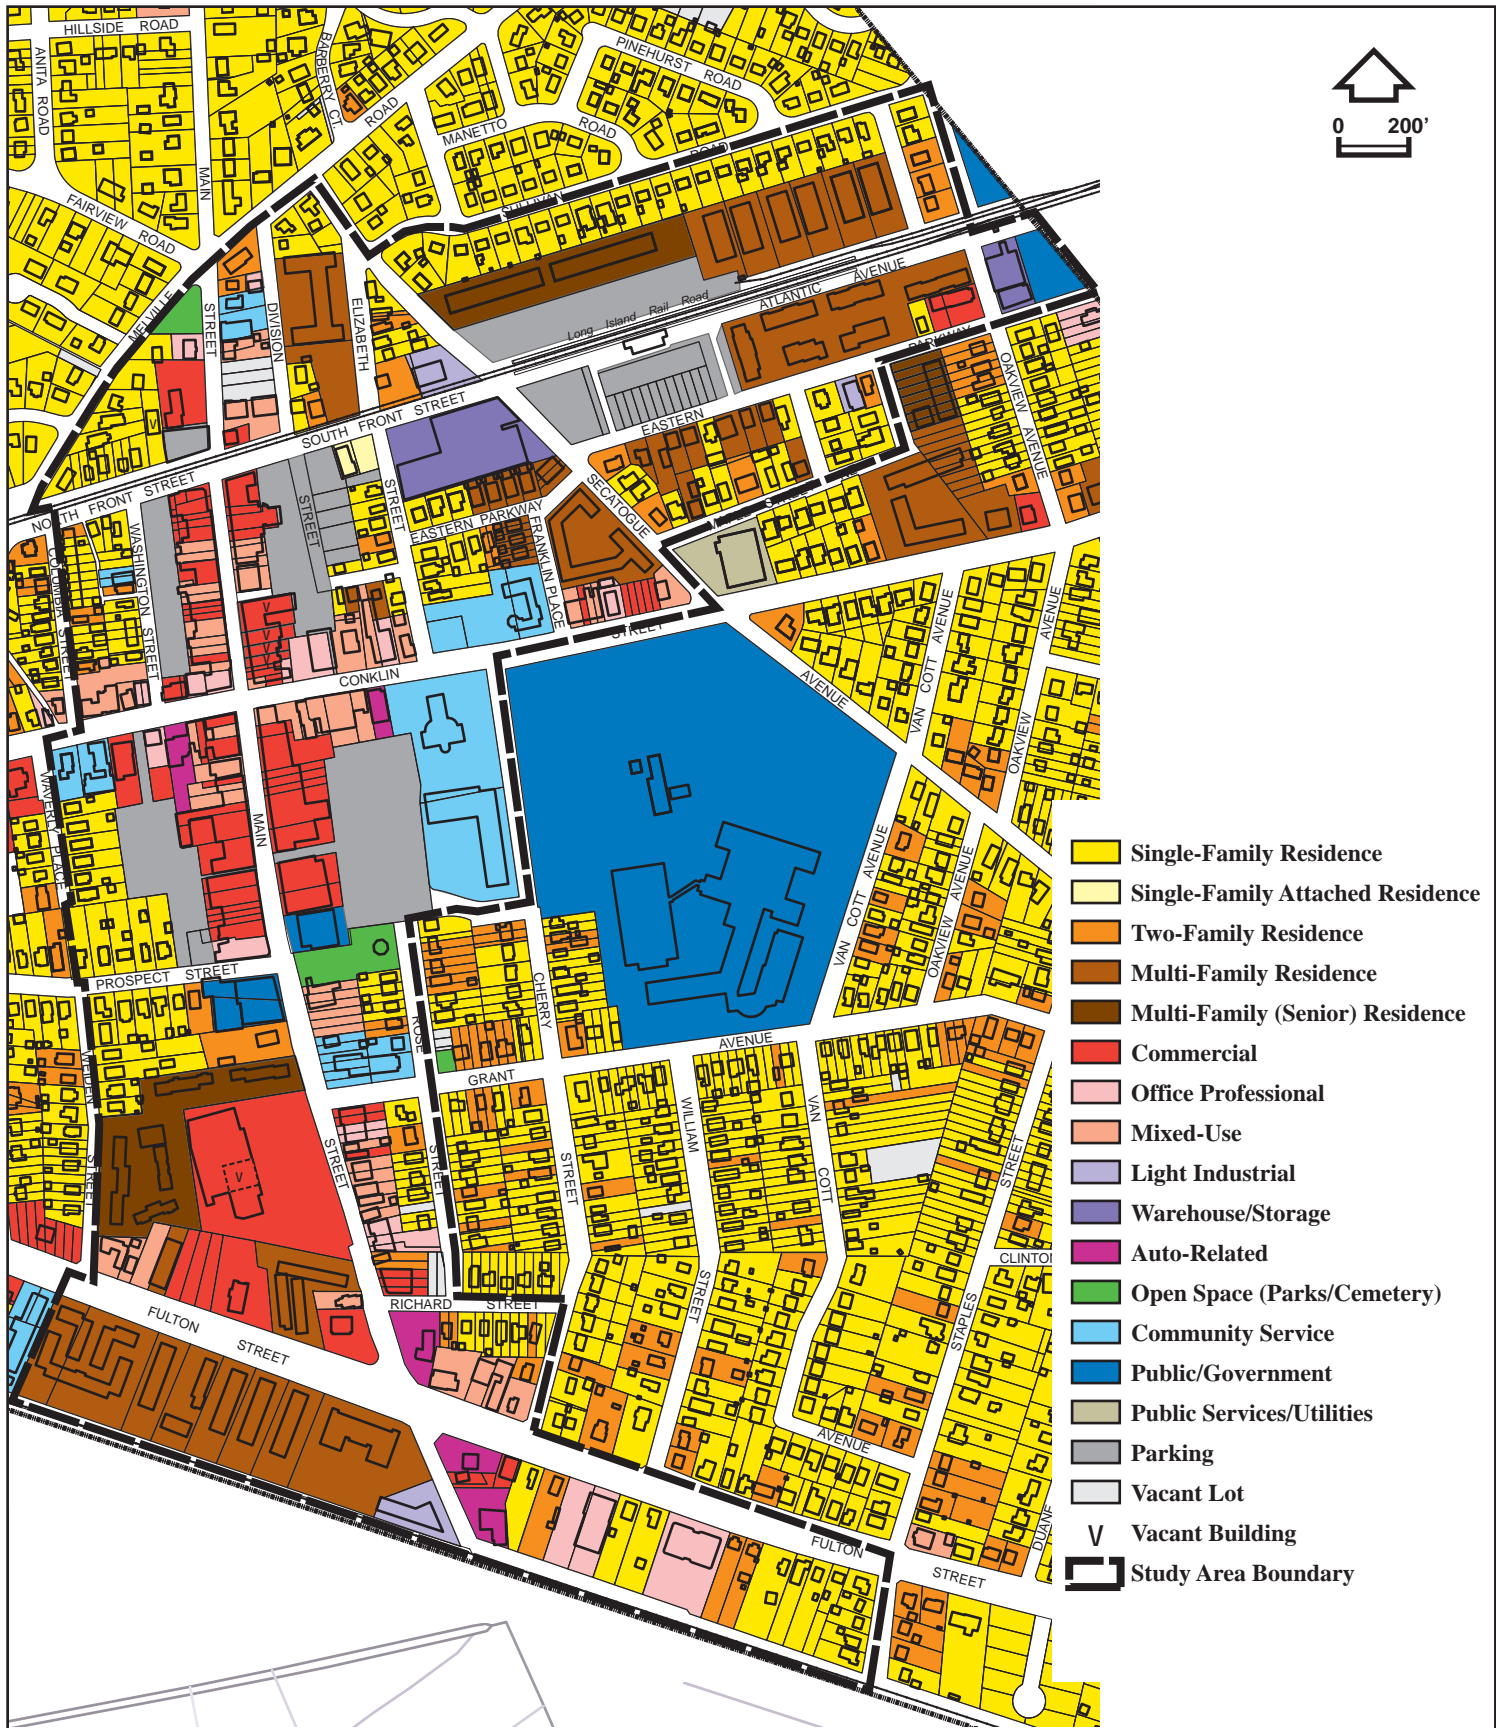 HILLSIDE ROAD
ANITA ROAD
BARBERRY CT.
PINEHURST ROAD
ROAD
MANETTO
ROAD
ROAD
0 200'
MAIN
FAIRVIEW ROAD
SULLIVAN
MELVILLE
STREET
DIVISION
ELIZABETH
Long Island Rail Road
ATLANTIC
AVENUE
PARKWAY
OAKVIEW
AVENUE
SOUTH FRONT STREET
EASTERN
NORTH FRONT STREET
STREET
STREET
SECATOGUE
EASTERN PARKWAY
FRANKLIN PLACE
COLUMBIA STREET
WASHINGTON STREET
STREET
CONKLIN
AVENUE
VAN COTT AVENUE
OAKVIEW
AVENUE
WAVERLY PLACE
MAIN
VAN COTT AVENUE
OAKVIEW AVENUE
PROSPECT STREET
CHERRY
ROSE
AVENUE
GRANT
WEIDEN
STREET
STREET
STREET
STREET
WILLIAM
STREET
VAN
COTT
AVENUE
STREET
CLINTON
STAPLES
RICHARD STREET
FULTON
STREET
FULTON
STREET
DUANE
V
V
V
V
V
Single-Family Residence
Single-Family Attached Residence
Two-Family Residence
Multi-Family Residence
Multi-Family (Senior) Residence
Commercial
Office Professional
Mixed-Use
Light Industrial
Warehouse/Storage
Auto-Related
Open Space (Parks/Cemetery)
Community Service
Public/Government
Public Services/Utilities
Parking
Vacant Lot
V Vacant Building
Study Area Boundary